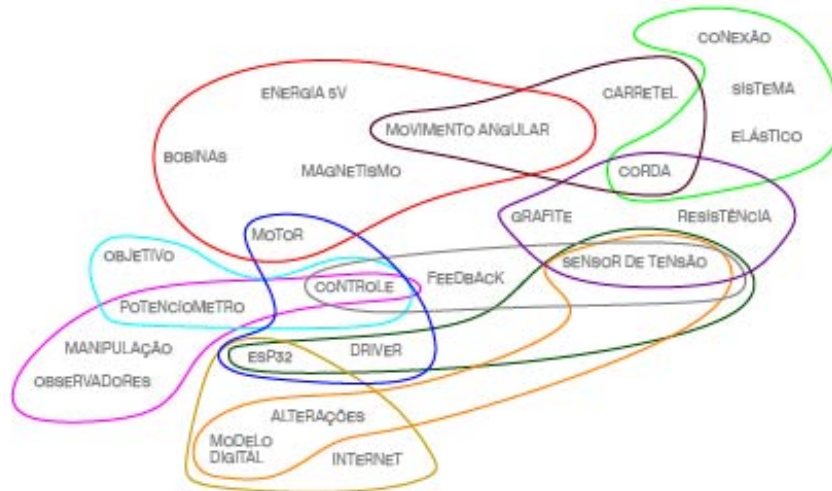 CONEXÃO
ENERGIA 5V
CARRETEL
SISTEMA
MOVIMENTO ANGULAR
ELÁSTICO
BOBINAS
MAGNETISMO
CORDA
GRAFITE
RESISTÊNCIA
MOTOR
OBJETIVO
SENSOR DE TENSÃO
FEEDBACK
CONTROLE
POTENCIOMETRO
MANIPULAÇÃO
DRIVER
ESP32
OBSERVADORES
ALTERAÇÕES
MODELO
DIGITAL
INTERNET